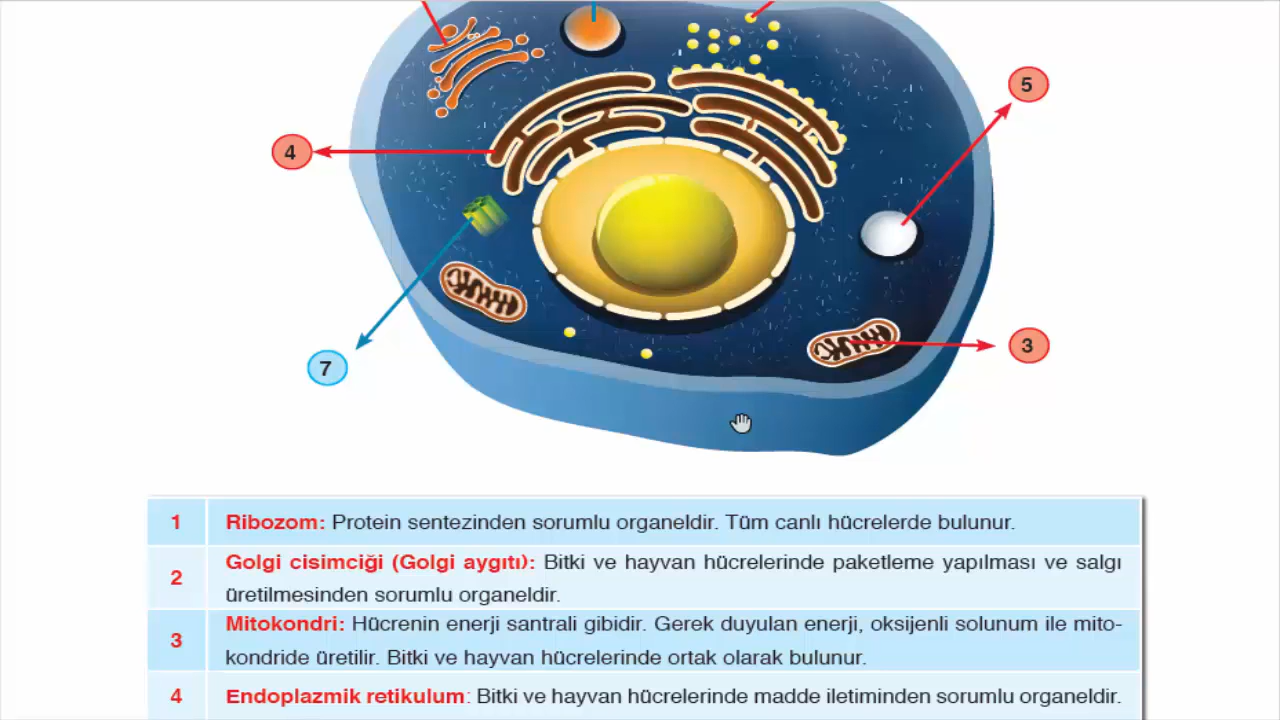 5
4
7
3
1 Ribozom: Protein sentezinden sorumlu organeldir. Tüm canlı hücrelerde bulunur.
2 Golgi cisimciği (Golgi aygıtı): Bitki ve hayvan hücrelerinde paketleme yapılması ve salgı
üretilmesinden sorumlu organeldir.
3 Mitokondri: Hücrenin enerji santrali gibidir. Gerek duyulan enerji, oksijenli solunum ile mito-
kondride üretilir. Bitki ve hayvan hücrelerinde ortak olarak bulunur.
4 Endoplazmik retikulum: Bitki ve hayvan hücrelerinde madde iletiminden sorumlu organeldir.